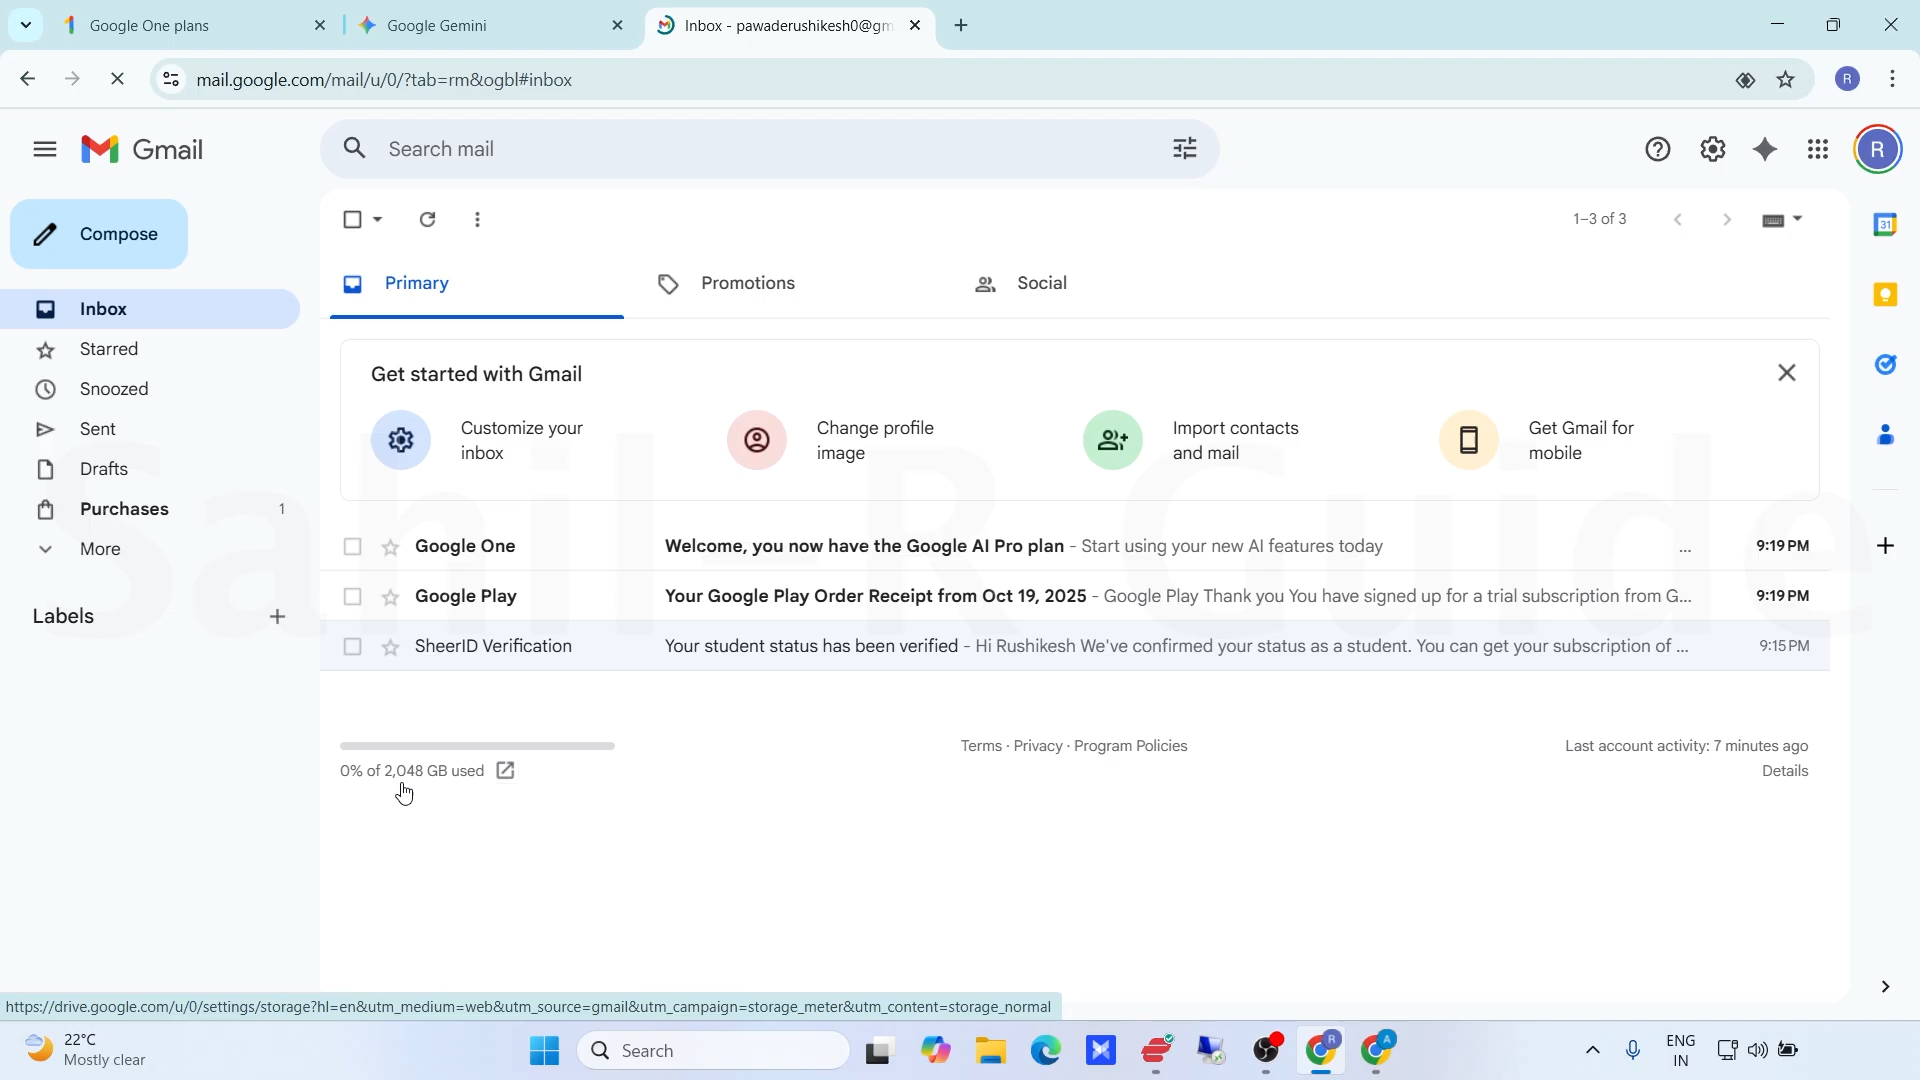 Google One plans
Google Gemini
Inbox - pawaderushikesh0@gm
mail.google.com/mail/u/0/?tab=rm&ogbl#inbox
R
Gmail
Search mail
R
Compose
1–3 of 3
31
Primary
Promotions
Social
Inbox
Starred
Snoozed
Sent
Drafts
Purchases 1
More
Labels
Get started with Gmail
Customize your
inbox
Change profile
image
Import contacts
and mail
Get Gmail for
mobile
Sahil-R Guide
Google One Welcome, you now have the Google AI Pro plan - Start using your new AI features today ... 9:19 PM
Google Play Your Google Play Order Receipt from Oct 19, 2025 - Google Play Thank you You have signed up for a trial subscription from G... 9:19 PM
SheerID Verification Your student status has been verified - Hi Rushikesh We've confirmed your status as a student. You can get your subscription of ... 9:15 PM
0% of 2,048 GB used
Terms · Privacy · Program Policies
Last account activity: 7 minutes ago
Details
https://drive.google.com/u/0/settings/storage?hl=en&utm_medium=web&utm_source=gmail&utm_campaign=storage_meter&utm_content=storage_normal
22°C
Mostly clear
Search
R
A
ENG
IN